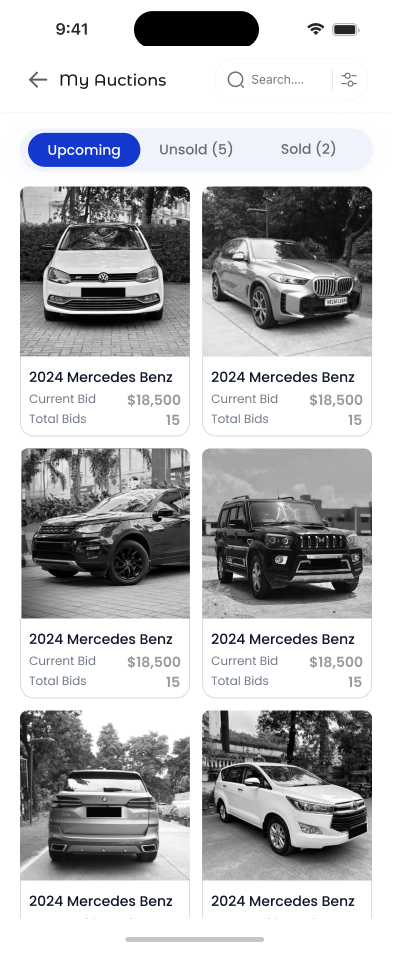 9:41
My Auctions
Search....
Upcoming Unsold (5) Sold (2)
2024 Mercedes Benz
Current Bid $18,500
Total Bids 15
2024 Mercedes Benz
Current Bid $18,500
Total Bids 15
2024 Mercedes Benz
Current Bid $18,500
Total Bids 15
2024 Mercedes Benz
Current Bid $18,500
Total Bids 15
2024 Mercedes Benz
2024 Mercedes Benz